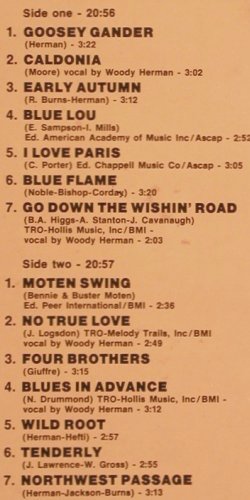 Side one - 20:56
1. GOOSEY GANDER
(Herman) - 3:22
2. CALDONIA
(Moore) vocal by Woody Herman - 3:02
3. EARLY AUTUMN
(R. Burns-Herman) - 3:12
4. BLUE LOU
(E. Sampson-I. Mills)
Ed. American Academy of Music Inc/Ascap - 2:52
5. I LOVE PARIS
(C. Porter) Ed. Chappell Music Co/Ascap - 3:05
6. BLUE FLAME
(Noble-Bishop-Corday) - 3:20
7. GO DOWN THE WISHIN' ROAD
(B.A. Higgs-A. Stanton-J. Cavanaugh)
TRO-Hollis Music, Inc/BMI -
vocal by Woody Herman - 2:03
Side two - 20:57
1. MOTEN SWING
(Bennie & Buster Moten)
Ed. Peer International/BMI - 2:36
2. NO TRUE LOVE
(J. Logsdon) TRO-Melody Trails, Inc/BMI
vocal by Woody Herman - 2:49
3. FOUR BROTHERS
(Giuffre) - 3:15
4. BLUES IN ADVANCE
(N. Drummond) TRO-Hollis Music, Inc/BMI -
vocal by Woody Herman - 3:12
5. WILD ROOT
(Herman-Hefti) - 2:57
6. TENDERLY
(J. Lawrence-W. Gross) - 2:55
7. NORTHWEST PASSAGE
(Herman-Jackson-Burns) - 3:13